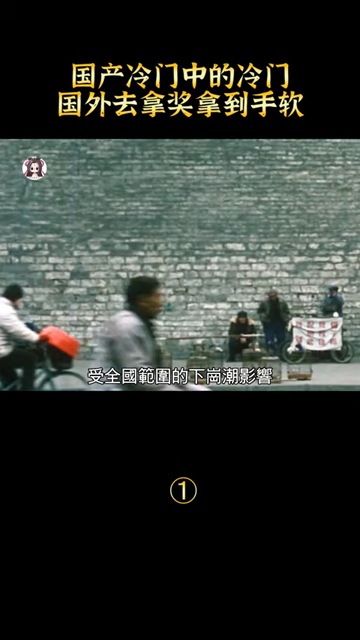 国产冷门中的冷门
国外去拿奖拿到手软
受全國範圍的下崗潮影響
①